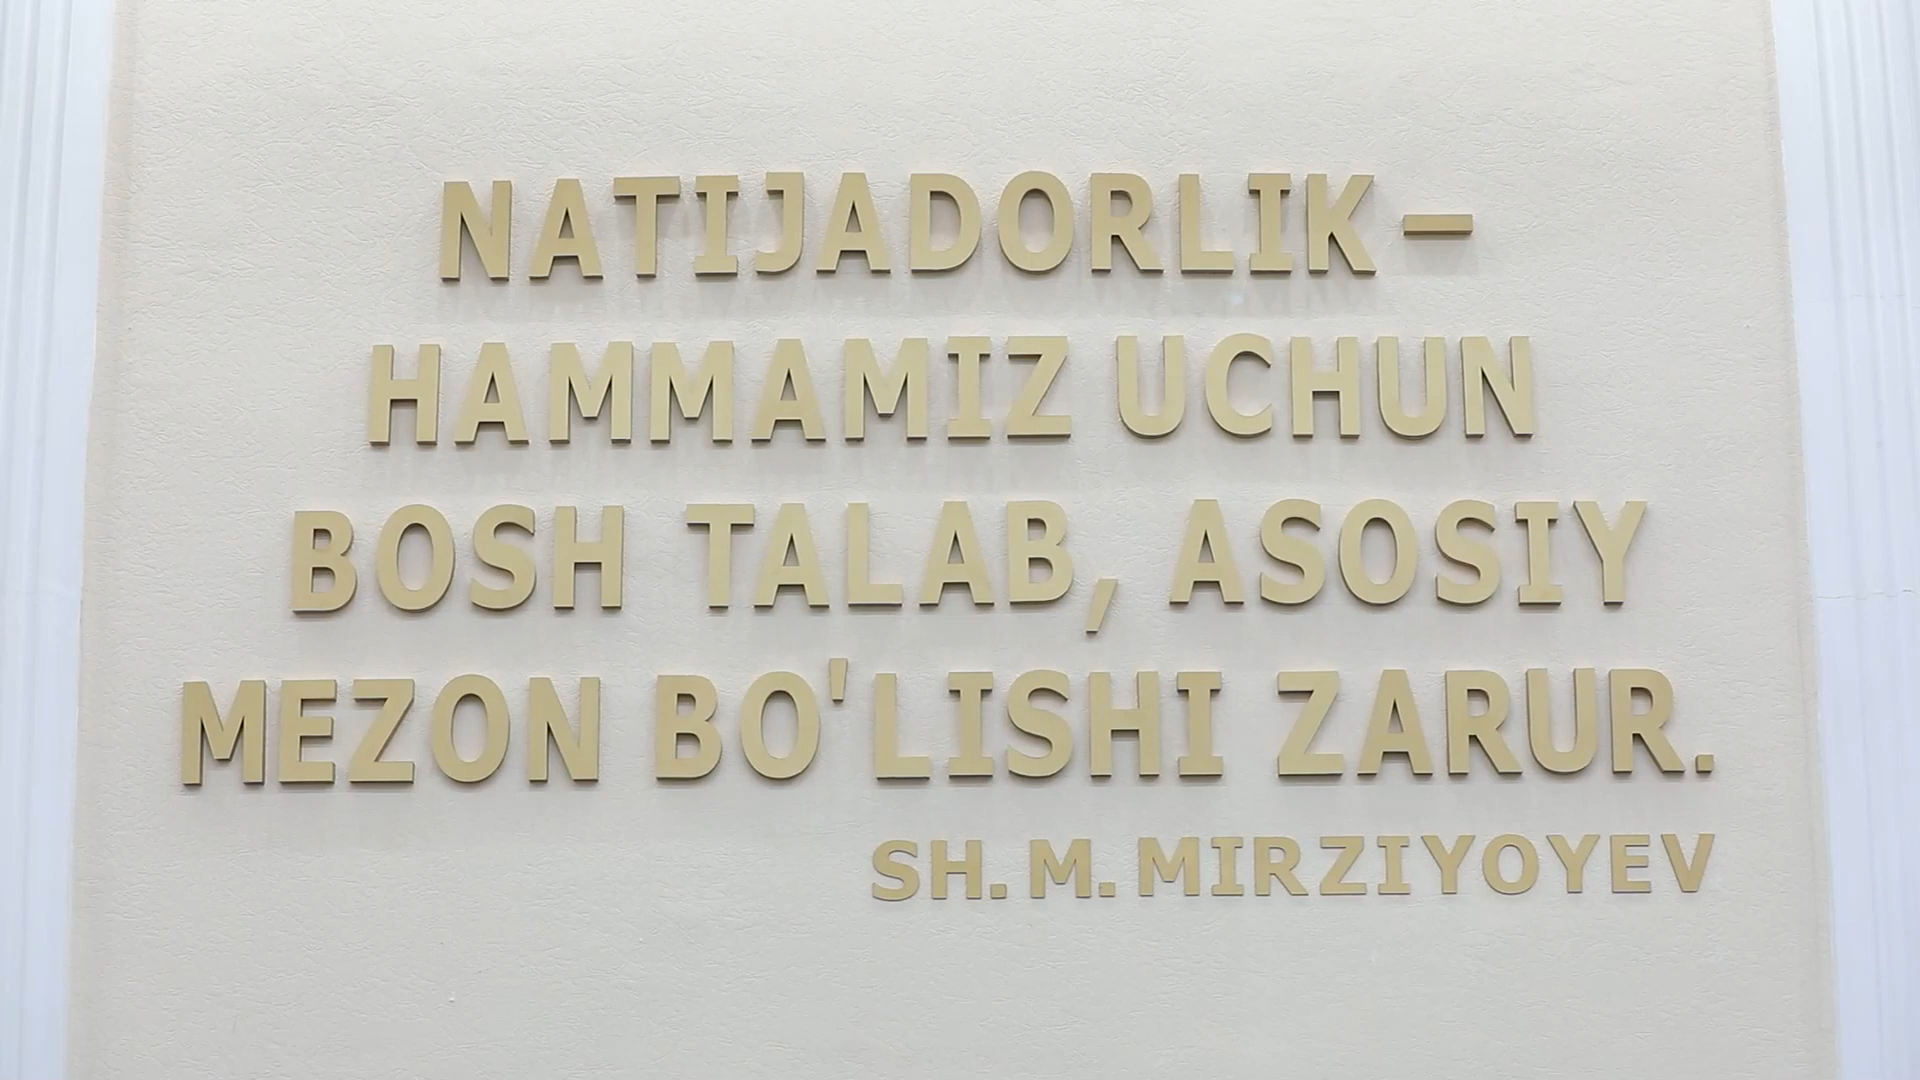 NATIJADORLIK –
HAMMAMIZ UCHUN
BOSH TALAB, ASOSIY
MEZON BO'LISHI ZARUR.
SH. M. MIRZIYOYEV